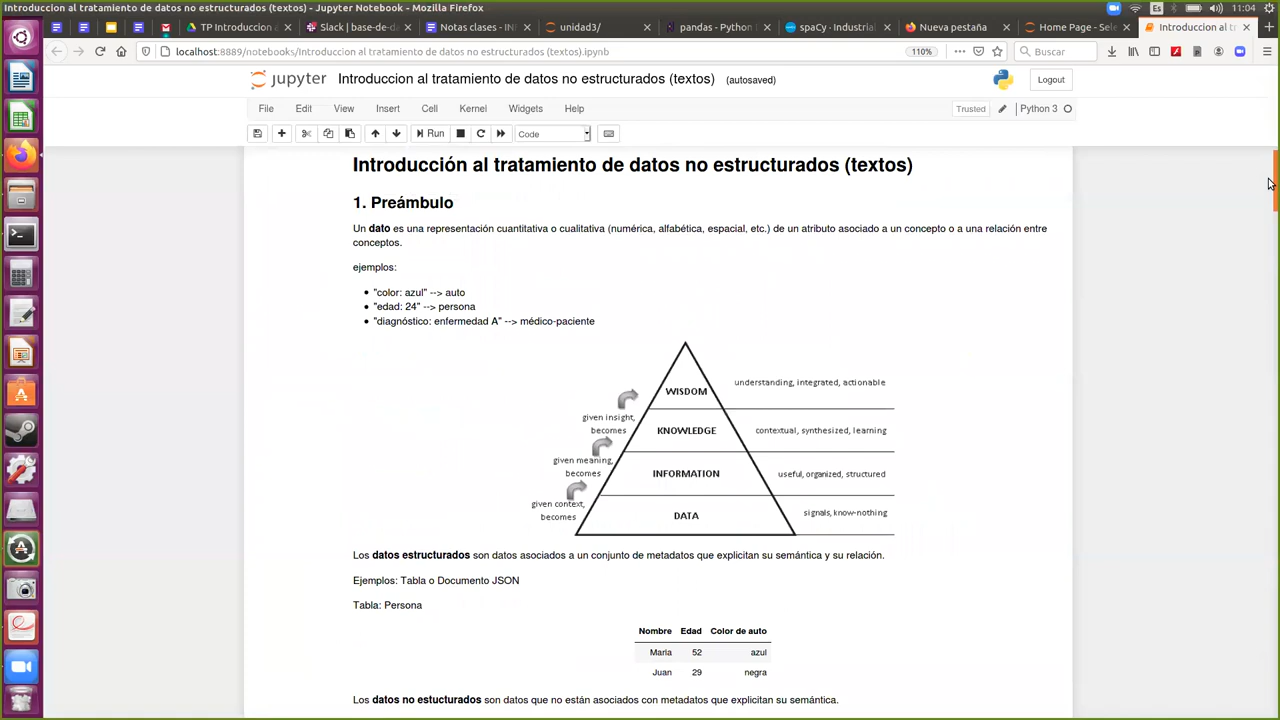 Introduccion al tratamiento de datos no estructurados (textos) - Jupyter Notebook - Mozilla Firefox
Es
11:04
TP Introduction a
Slack | base-de-d
Notas clases - INE
unidad3/
pandas - Python
spaCy · Industrial
Nueva pestaña
Home Page - Sele
Introduccion al tra
localhost:8889/notebooks/Introduccion al tratamiento de datos no estructurados (textos).ipynb
110%
Buscar
jupyter
Introduccion al tratamiento de datos no estructurados (textos)
(autosaved)
Logout
File
Edit
View
Insert
Cell
Kernel
Widgets
Help
Trusted
Python 3
Run
Code
Introducción al tratamiento de datos no estructurados (textos)
1. Preámbulo
Un dato es una representación cuantitativa o cualitativa (numérica, alfabética, espacial, etc.) de un atributo asociado a un concepto o a una relación entre
conceptos.
ejemplos:
• "color: azul" --> auto
• "edad: 24" --> persona
• "diagnóstico: enfermedad A" --> médico-paciente
WISDOM
understanding, integrated, actionable
given insight,
becomes
KNOWLEDGE
contextual, synthesized, learning
given meaning,
becomes
INFORMATION
useful, organized, structured
given context,
becomes
DATA
signals, know-nothing
Los datos estructurados son datos asociados a un conjunto de metadatos que explicitan su semántica y su relación.
Ejemplos: Tabla o Documento JSON
Tabla: Persona
Nombre Edad Color de auto
Maria 52 azul
Juan 29 negra
Los datos no estucturados son datos que no están asociados con metadatos que explicitan su semántica.